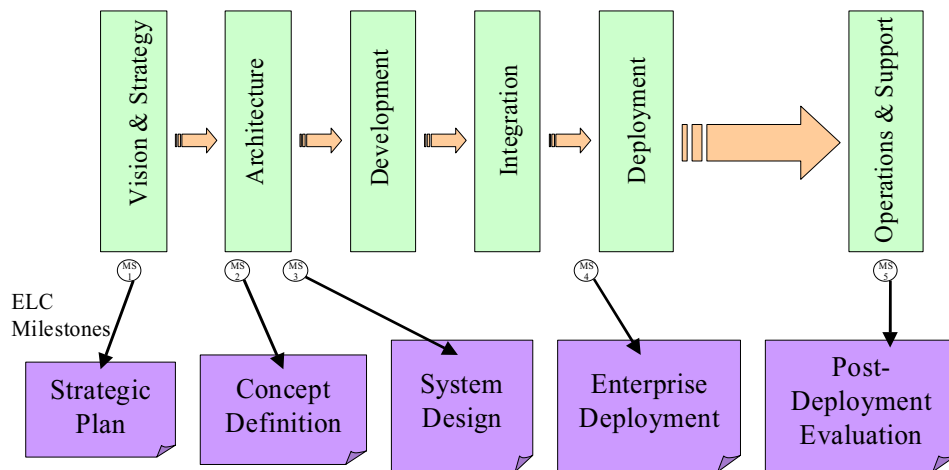 Vision & Strategy
Architecture
Development
Integration
Deployment
Operations & Support
MS
1
MS
2
MS
3
MS
4
MS
5
ELC
Milestones
Strategic
Plan
Concept
Definition
System
Design
Enterprise
Deployment
Post-
Deployment
Evaluation